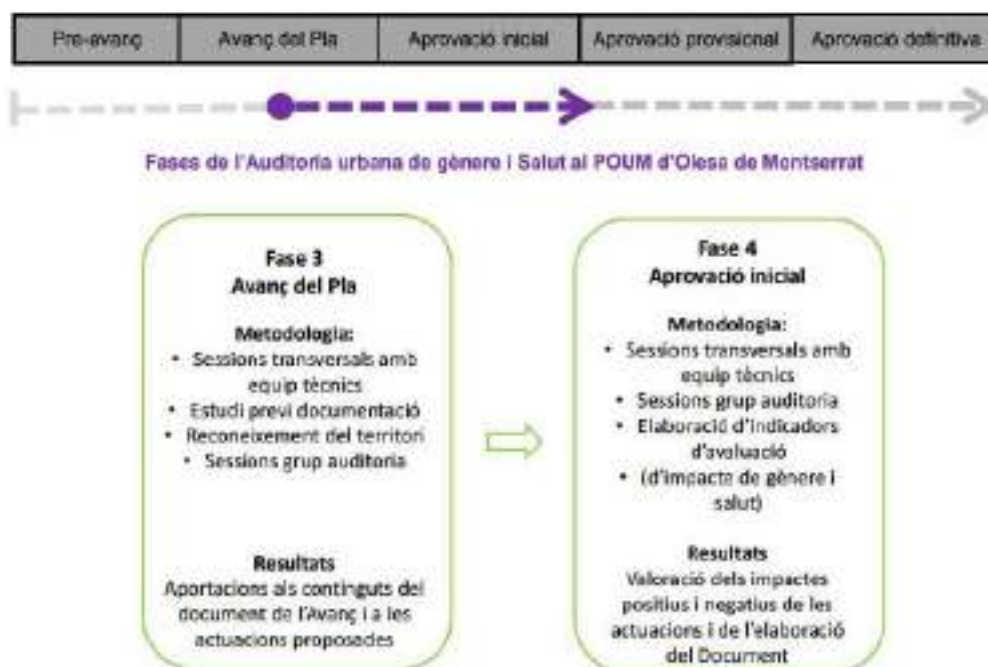 Pre-avanç
Avanç del Pla
Aprovació inicial
Aprovació provisional
Aprovació definitiva
Fases de l'Auditoria urbana de gènere i Salut al POUM d'Olesa de Montserrat
Fase 3
Avanç del Pla
Metodologia:
• Sessions transversals amb
equip tècnics
• Estudi previ documentació
• Reconeixement del territori
• Sessions grup auditoria
Resultats
Aportacions als continguts del
document de l'Avanç i a les
actuacions proposades
Fase 4
Aprovació inicial
Metodologia:
• Sessions transversals amb
equip tècnics
• Sessions grup auditoria
• Elaboració d'indicadors
d'avaluació
• (d'impacte de gènere i
salut)
Resultats
Valoració dels impactes
positius i negatius de les
actuacions i de l'elaboració
del Document